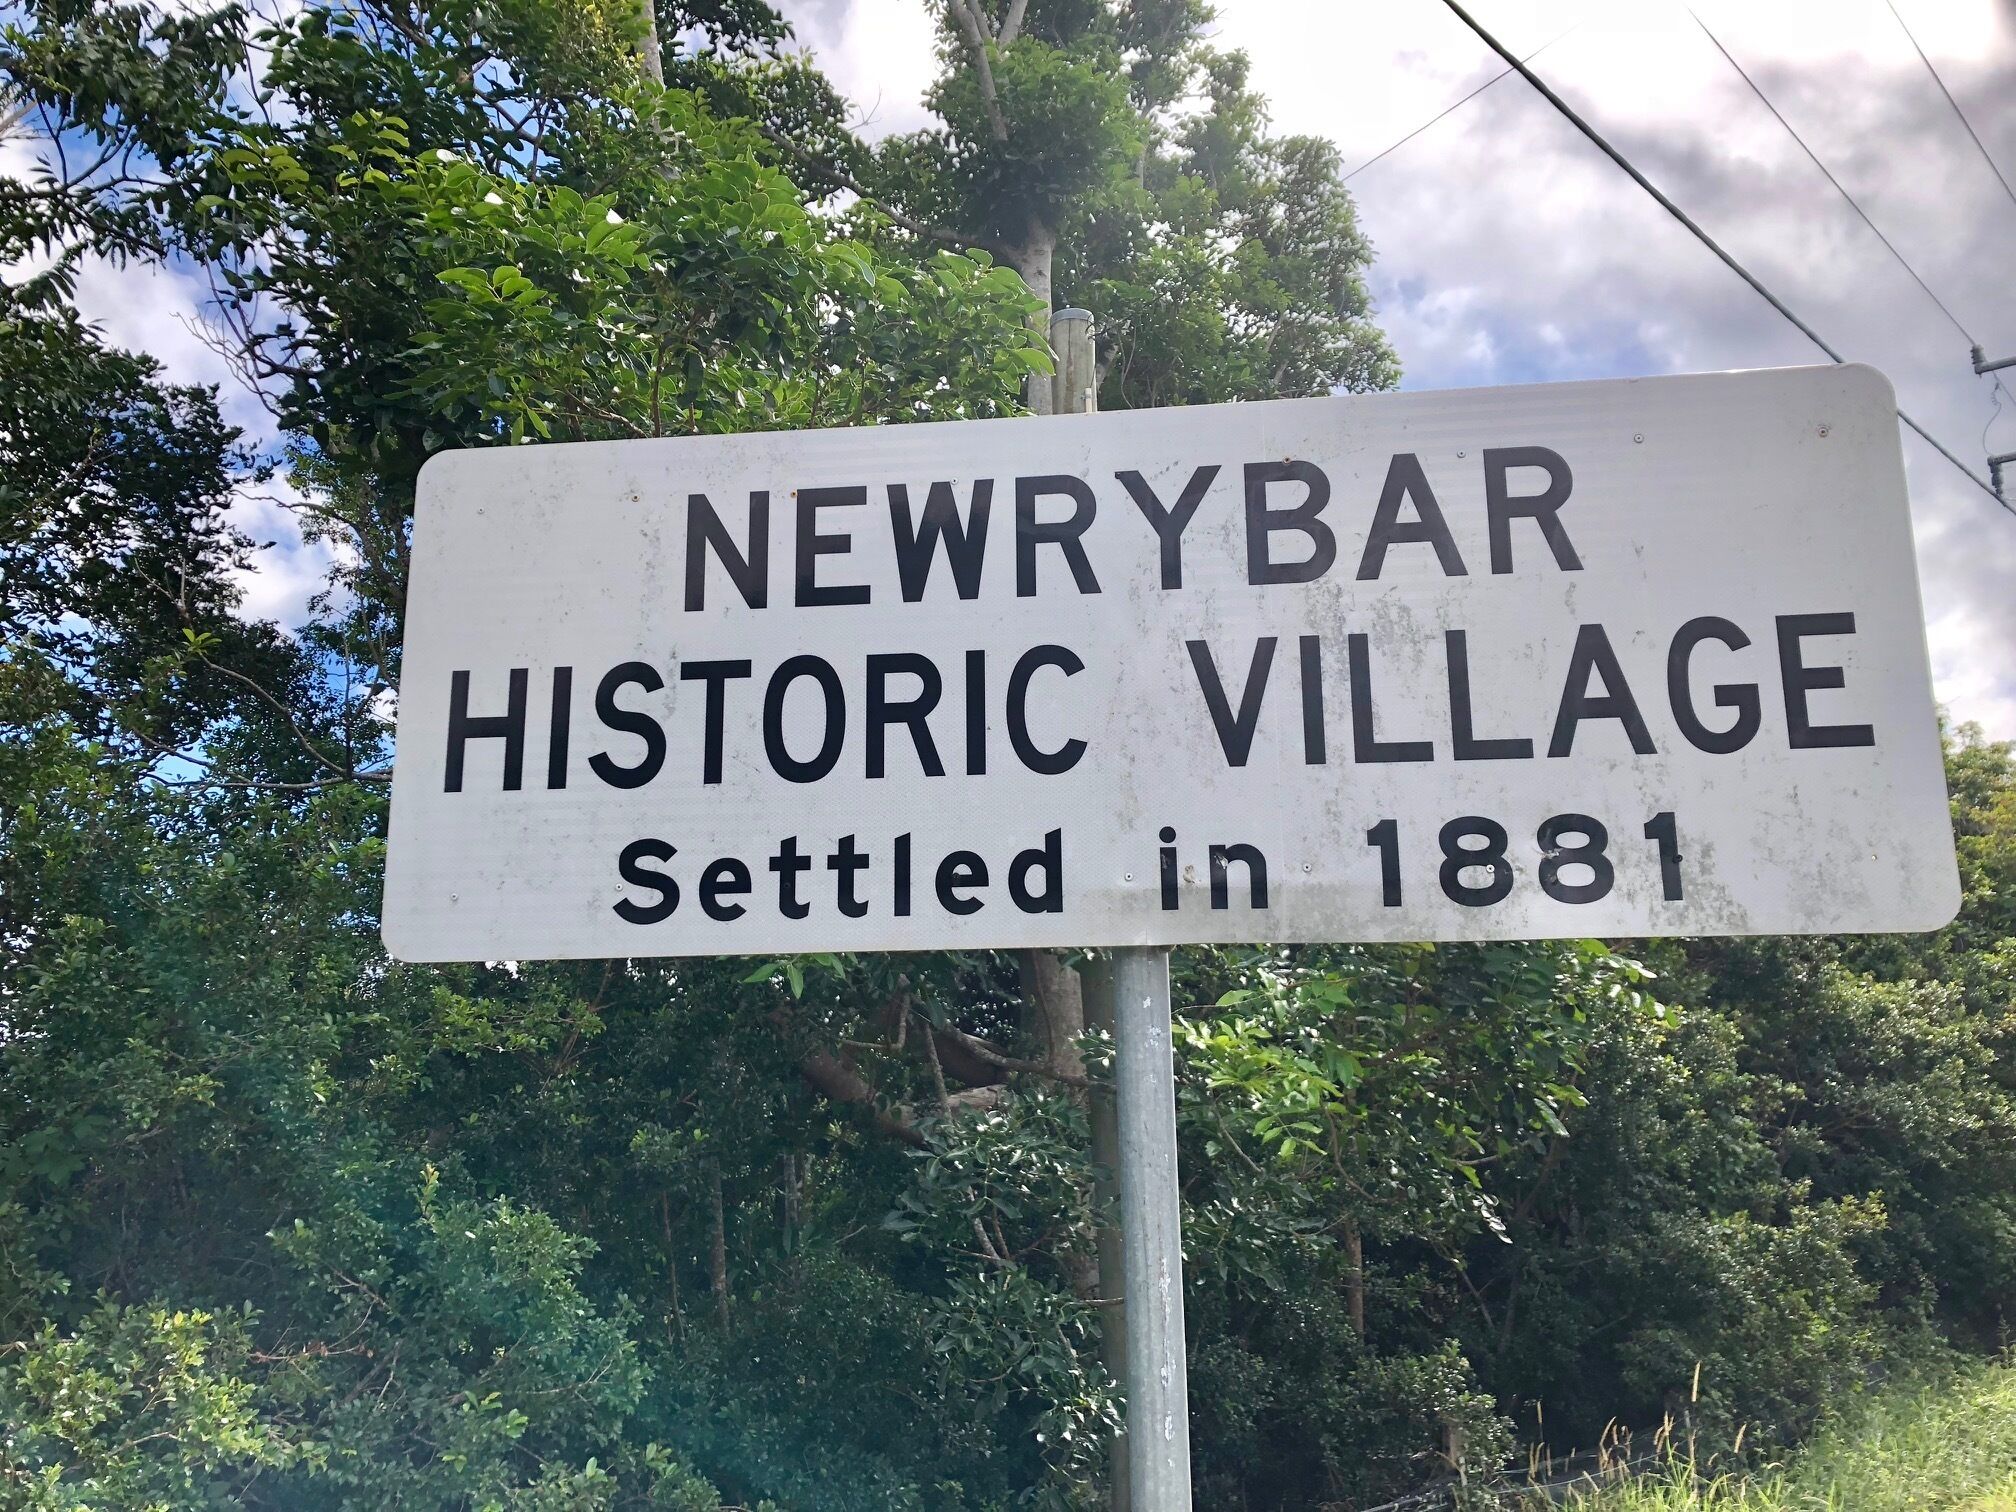 NEWRYBAR
HISTORIC VILLAGE
Settled in 1881